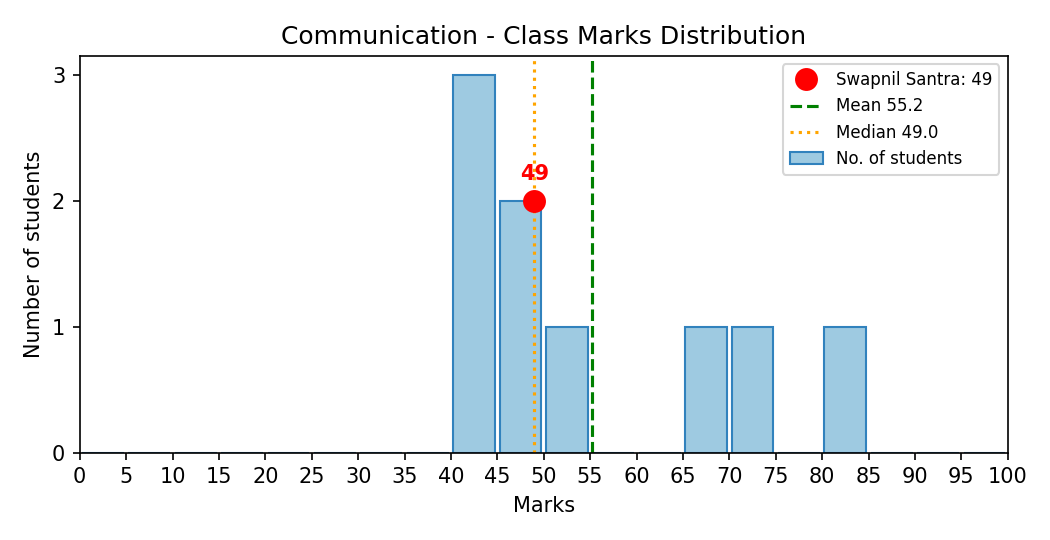 Communication - Class Marks Distribution
Swapnil Santra: 49
Mean 55.2
Median 49.0
No. of students
49
Number of students
3
2
1
0
0 5 10 15 20 25 30 35 40 45 50 55 60 65 70 75 80 85 90 95 100
Marks